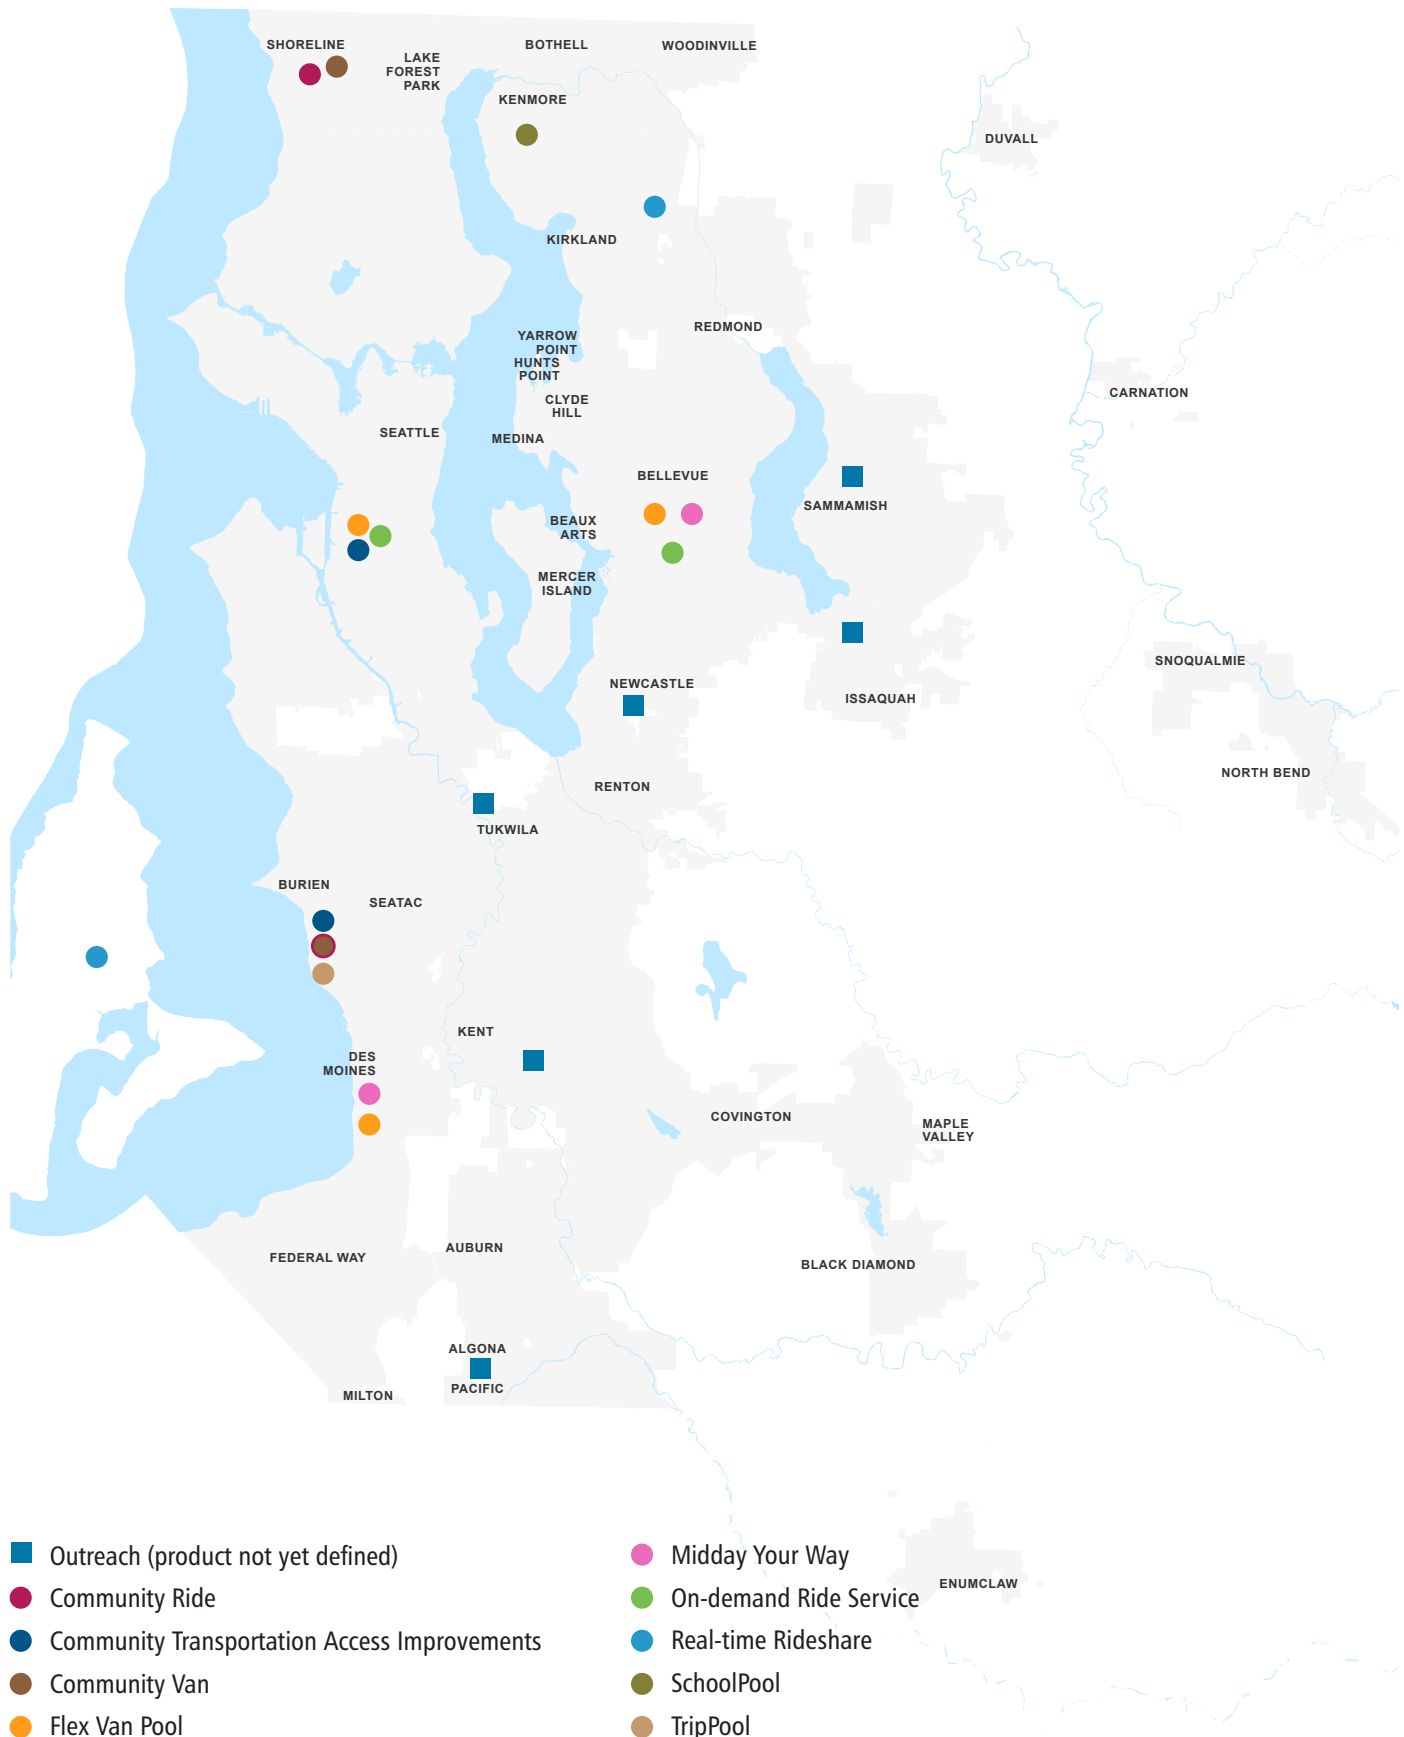 SHORELINE
BOTHELL
WOODINVILLE
LAKE
FOREST
PARK
KENMORE
DUVALL
KIRKLAND
REDMOND
YARROW
POINT
HUNTS
POINT
CLYDE
HILL
CARNATION
SEATTLE
MEDINA
BELLEVUE
SAMMAMISH
BEAUX
ARTS
MERCER
ISLAND
SNOQUALMIE
NEWCASTLE
ISSAQUAH
NORTH BEND
RENTON
TUKWILA
BURIEN
SEATAC
KENT
DES
MOINES
COVINGTON
MAPLE
VALLEY
FEDERAL WAY
AUBURN
BLACK DIAMOND
ALGONA
PACIFIC
MILTON
ENUMCLAW
Outreach (product not yet defined)
Community Ride
Community Transportation Access Improvements
Community Van
Flex Van Pool
Midday Your Way
On-demand Ride Service
Real-time Rideshare
SchoolPool
TripPool